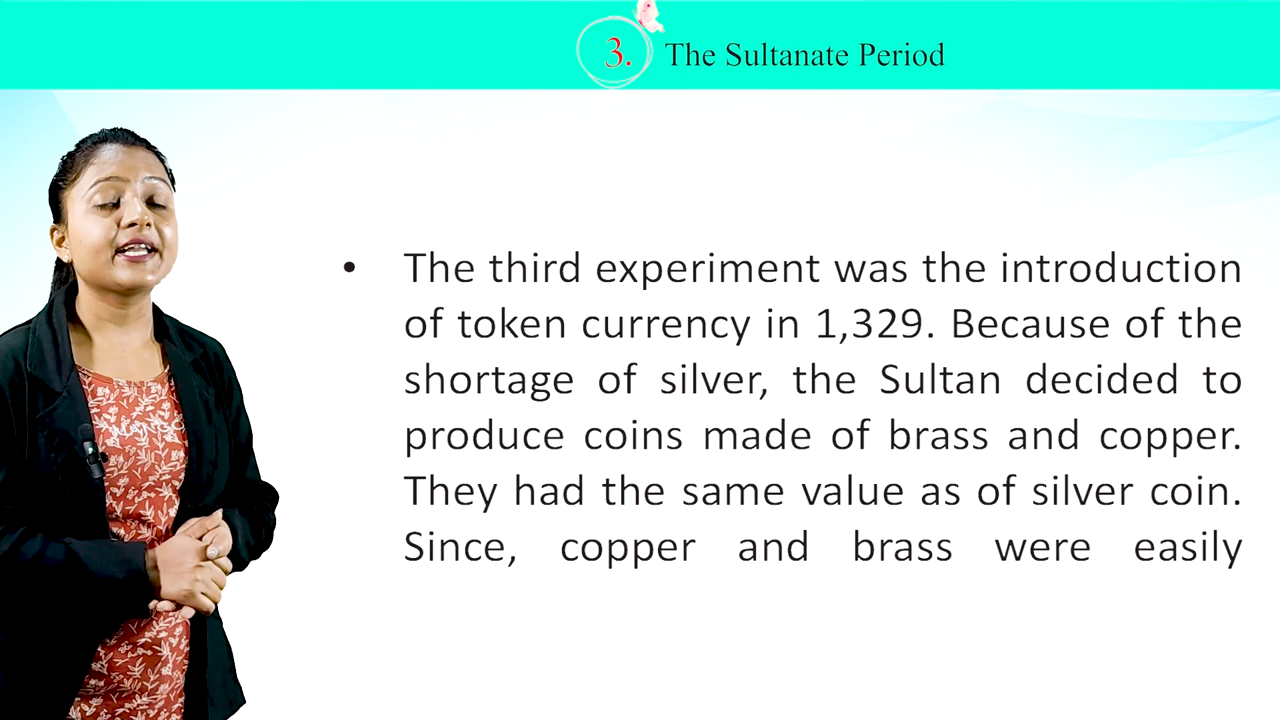 3. The Sultanate Period
• The third experiment was the introduction
of token currency in 1,329. Because of the
shortage of silver, the Sultan decided to
produce coins made of brass and copper.
They had the same value as of silver coin.
Since, copper and brass were easily